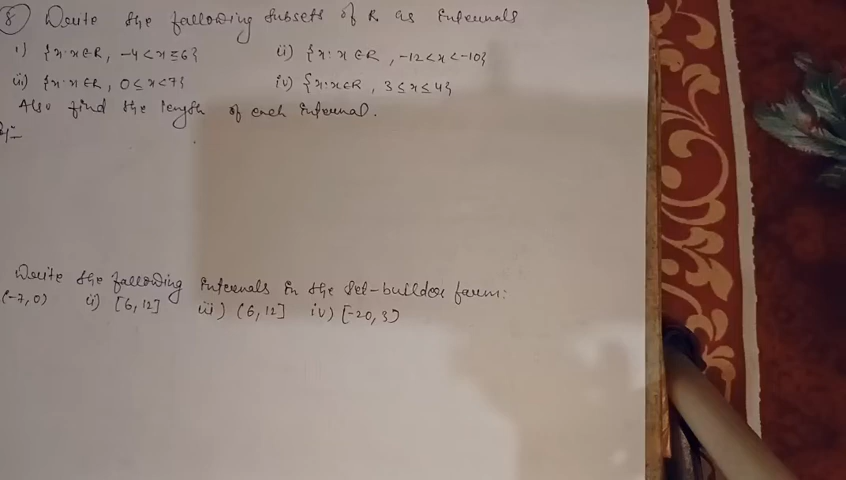 8) Write the following subsets of R as intervals
i) {x:x∈R, -4<x≤6} ii) {x:x∈R, -12<x<-10}
iii) {x:x∈R, 0≤x<7} iv) {x:x∈R, 3≤x≤4}
Also find the length of each interval.
Write the following intervals in the set-builder form:
(-7,0) ii) [6,12] iii) (6,12] iv) [-20,3)